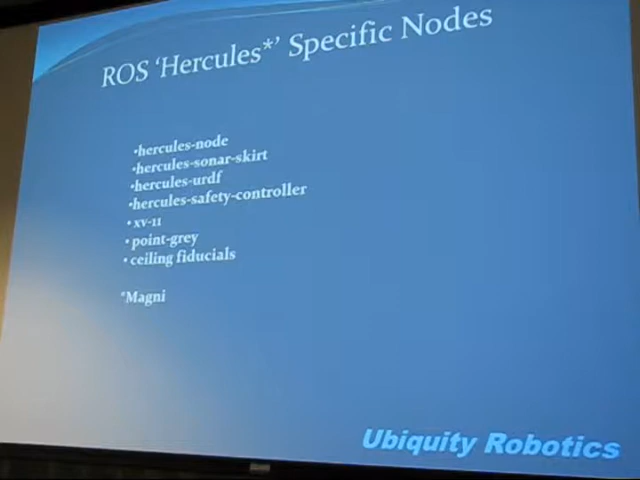 ROS 'Hercules*' Specific Nodes
•hercules-node
•hercules-sonar-skirt
•hercules-urdf
•hercules-safety-controller
• xv-11
• point-grey
• ceiling fiducials
*Magni
Ubiquity Robotics